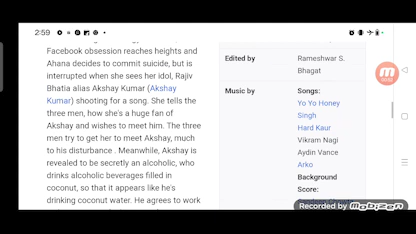 2:59
Facebook obsession reaches heights and
Ahana decides to commit suicide, but is
interrupted when she sees her idol, Rajiv
Bhatia alias Akshay Kumar (Akshay
Kumar) shooting for a song. She tells the
three men, how she's a huge fan of
Akshay and wishes to meet him. The three
men try to get her to meet Akshay, much
to his disturbance . Meanwhile, Akshay is
revealed to be secretly an alcoholic, who
drinks alcoholic beverages filled in
coconut, so that it appears like he's
drinking coconut water. He agrees to work
Edited by
Rameshwar S.
Bhagat
Music by
Songs:
Yo Yo Honey
Singh
Hard Kaur
Vikram Nagi
Aydin Vance
Arko
Background
Score:
Recorded by MOBIZEN